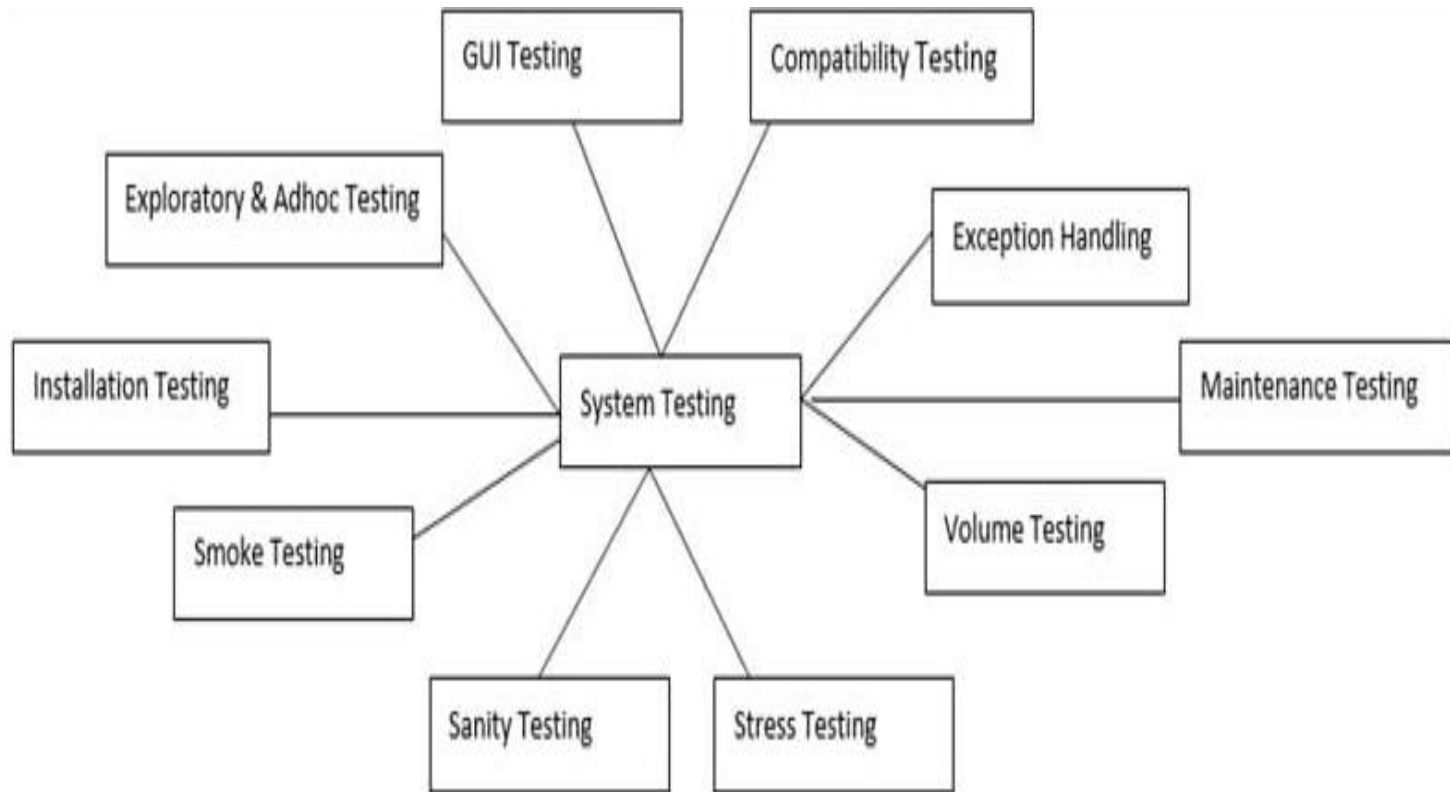 GUI Testing
Compatibility Testing
Exploratory & Adhoc Testing
Exception Handling
Installation Testing
System Testing
Maintenance Testing
Smoke Testing
Volume Testing
Sanity Testing
Stress Testing